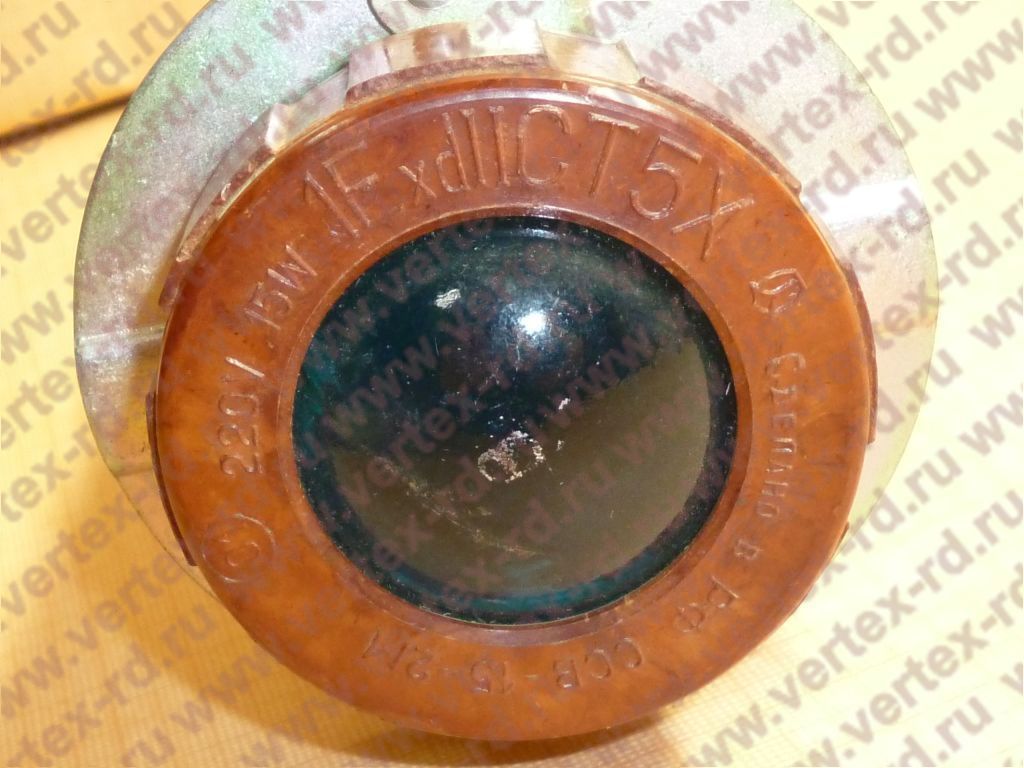 1ExdIICT5X
Сделано в РФ
ССВ-15-2М
220V 15W
www.vertex-rd.ru